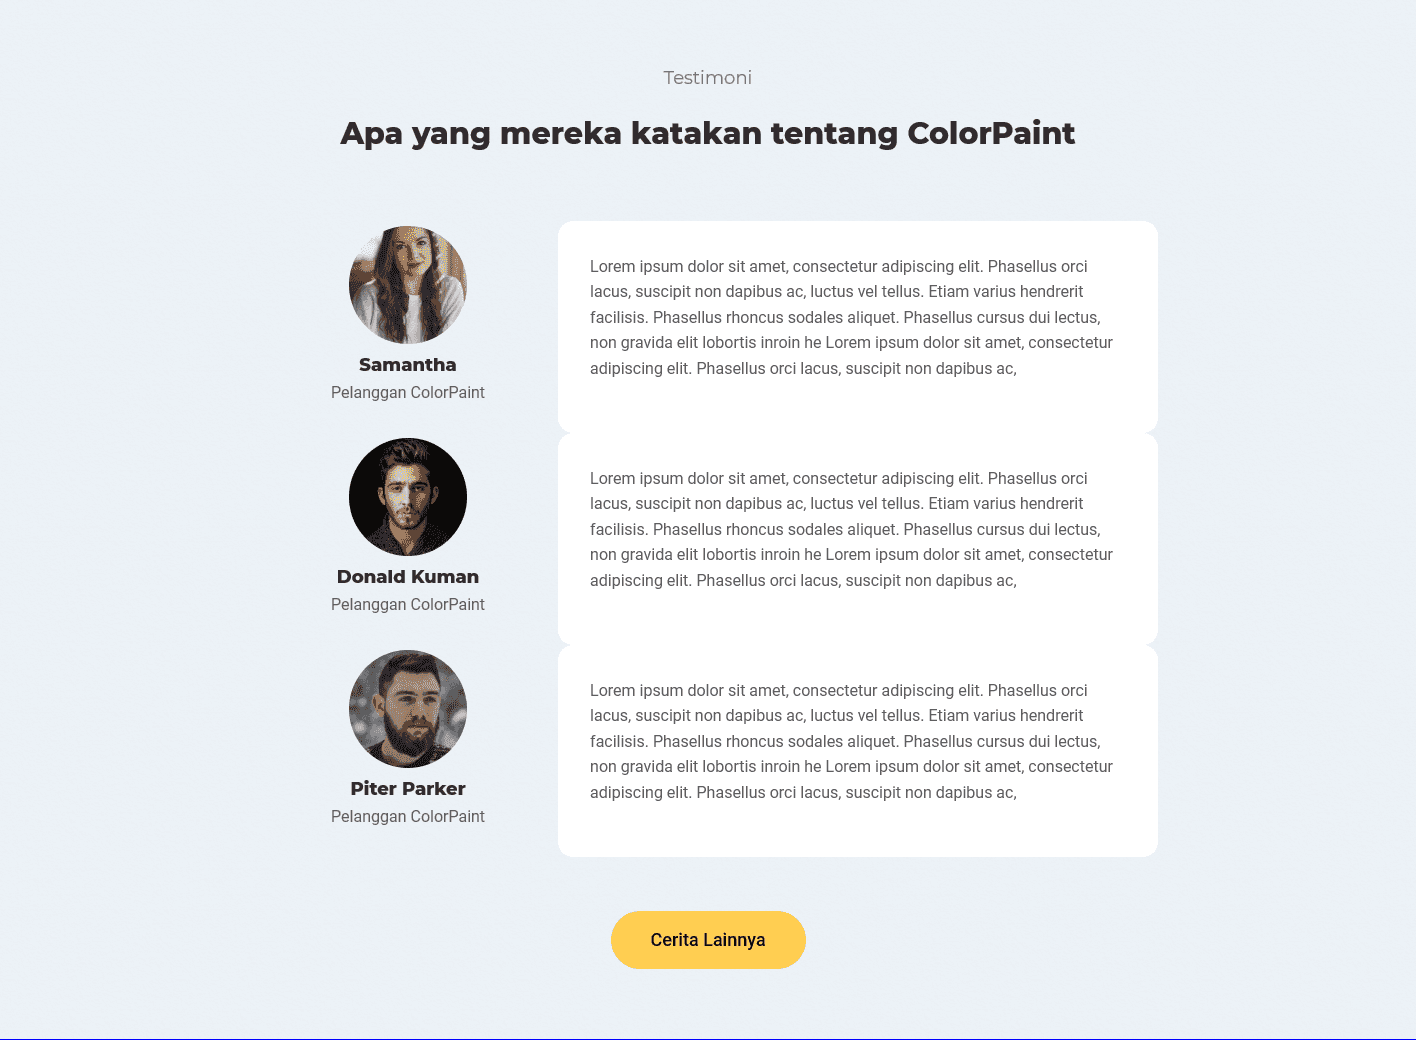 Testimoni
Apa yang mereka katakan tentang ColorPaint
Samantha
Pelanggan ColorPaint
Lorem ipsum dolor sit amet, consectetur adipiscing elit. Phasellus orci
lacus, suscipit non dapibus ac, luctus vel tellus. Etiam varius hendrerit
facilisis. Phasellus rhoncus sodales aliquet. Phasellus cursus dui lectus,
non gravida elit lobortis inroin he Lorem ipsum dolor sit amet, consectetur
adipiscing elit. Phasellus orci lacus, suscipit non dapibus ac,
Donald Kuman
Pelanggan ColorPaint
Lorem ipsum dolor sit amet, consectetur adipiscing elit. Phasellus orci
lacus, suscipit non dapibus ac, luctus vel tellus. Etiam varius hendrerit
facilisis. Phasellus rhoncus sodales aliquet. Phasellus cursus dui lectus,
non gravida elit lobortis inroin he Lorem ipsum dolor sit amet, consectetur
adipiscing elit. Phasellus orci lacus, suscipit non dapibus ac,
Piter Parker
Pelanggan ColorPaint
Lorem ipsum dolor sit amet, consectetur adipiscing elit. Phasellus orci
lacus, suscipit non dapibus ac, luctus vel tellus. Etiam varius hendrerit
facilisis. Phasellus rhoncus sodales aliquet. Phasellus cursus dui lectus,
non gravida elit lobortis inroin he Lorem ipsum dolor sit amet, consectetur
adipiscing elit. Phasellus orci lacus, suscipit non dapibus ac,
Cerita Lainnya